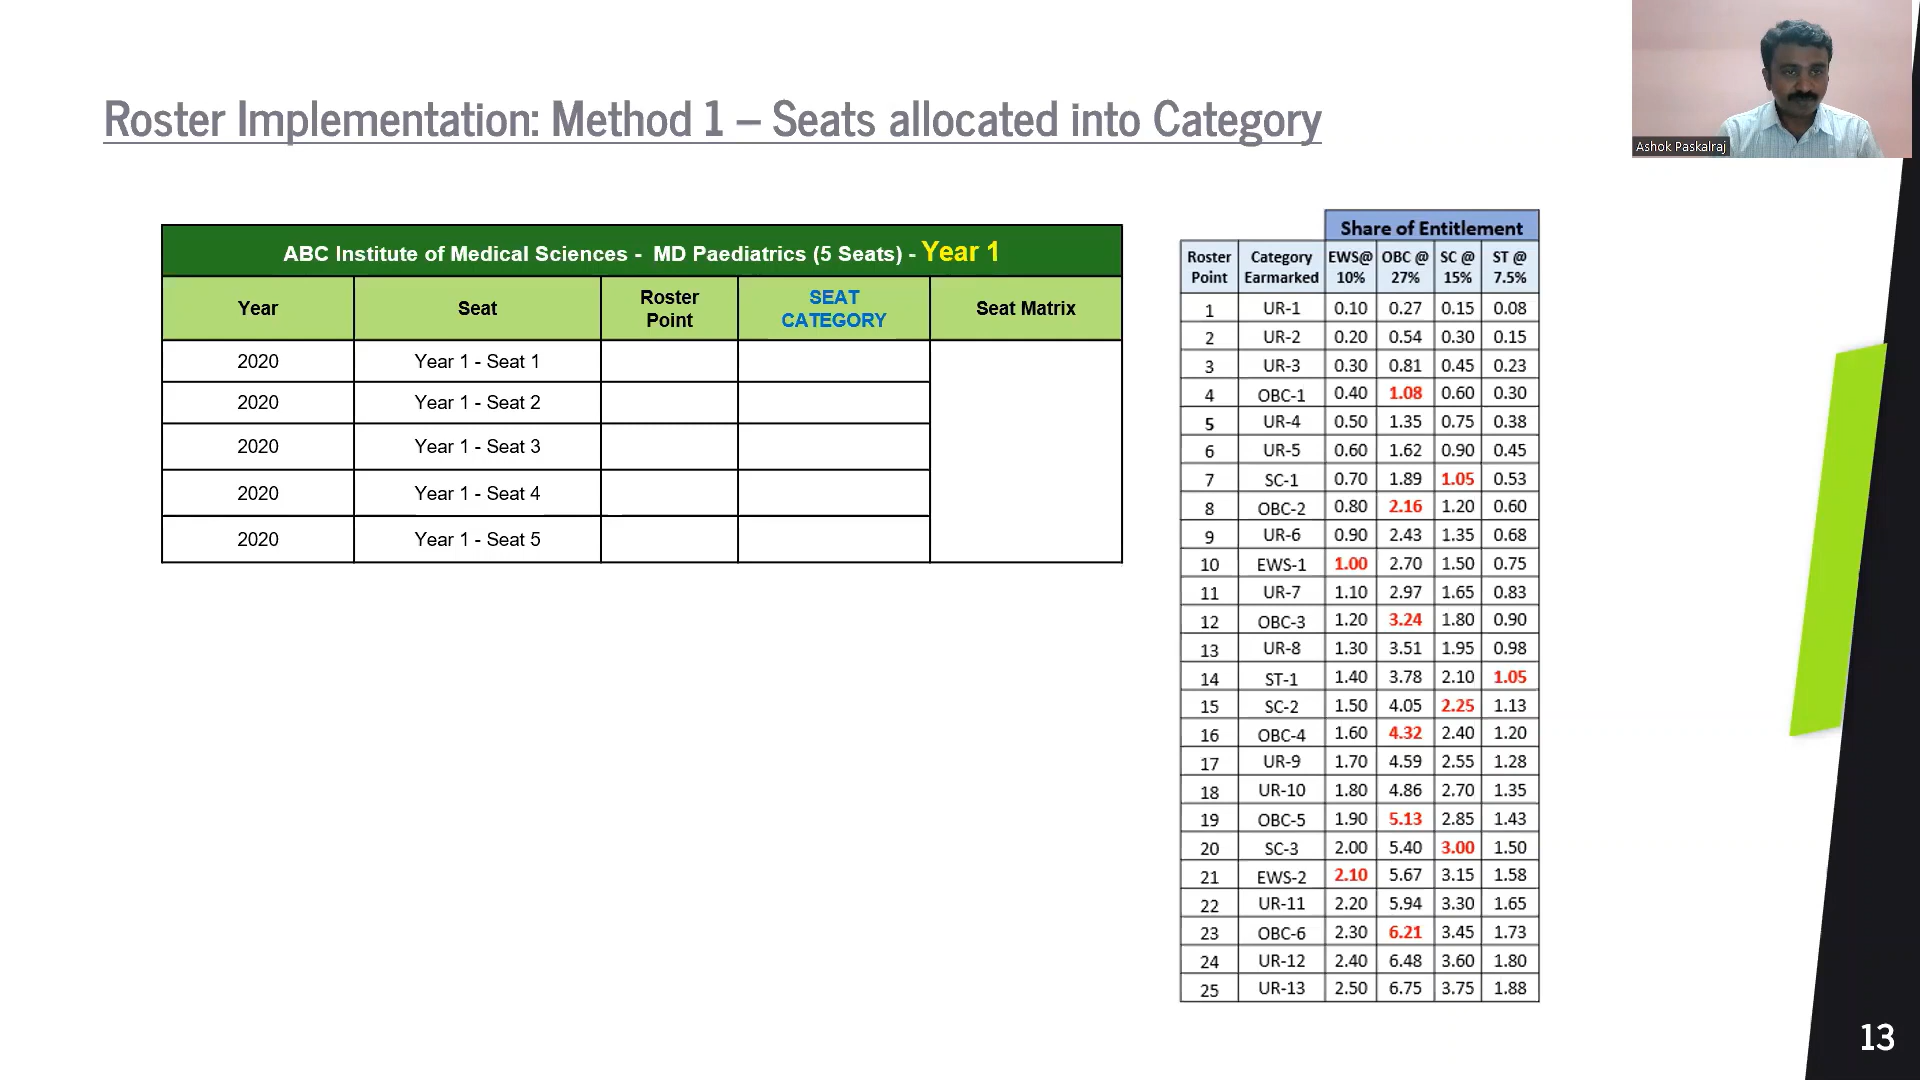 Roster Implementation: Method 1 – Seats allocated into Category
Ashok Paskalraj
ABC Institute of Medical Sciences - MD Paediatrics (5 Seats) - Year 1
Year Seat Roster Point SEAT CATEGORY Seat Matrix
2020 Year 1 - Seat 1
2020 Year 1 - Seat 2
2020 Year 1 - Seat 3
2020 Year 1 - Seat 4
2020 Year 1 - Seat 5
Share of Entitlement
Roster Point Category Earmarked EWS@ 10% OBC @ 27% SC @ 15% ST @ 7.5%
1 UR-1 0.10 0.27 0.15 0.08
2 UR-2 0.20 0.54 0.30 0.15
3 UR-3 0.30 0.81 0.45 0.23
4 OBC-1 0.40 1.08 0.60 0.30
5 UR-4 0.50 1.35 0.75 0.38
6 UR-5 0.60 1.62 0.90 0.45
7 SC-1 0.70 1.89 1.05 0.53
8 OBC-2 0.80 2.16 1.20 0.60
9 UR-6 0.90 2.43 1.35 0.68
10 EWS-1 1.00 2.70 1.50 0.75
11 UR-7 1.10 2.97 1.65 0.83
12 OBC-3 1.20 3.24 1.80 0.90
13 UR-8 1.30 3.51 1.95 0.98
14 ST-1 1.40 3.78 2.10 1.05
15 SC-2 1.50 4.05 2.25 1.13
16 OBC-4 1.60 4.32 2.40 1.20
17 UR-9 1.70 4.59 2.55 1.28
18 UR-10 1.80 4.86 2.70 1.35
19 OBC-5 1.90 5.13 2.85 1.43
20 SC-3 2.00 5.40 3.00 1.50
21 EWS-2 2.10 5.67 3.15 1.58
22 UR-11 2.20 5.94 3.30 1.65
23 OBC-6 2.30 6.21 3.45 1.73
24 UR-12 2.40 6.48 3.60 1.80
25 UR-13 2.50 6.75 3.75 1.88
13